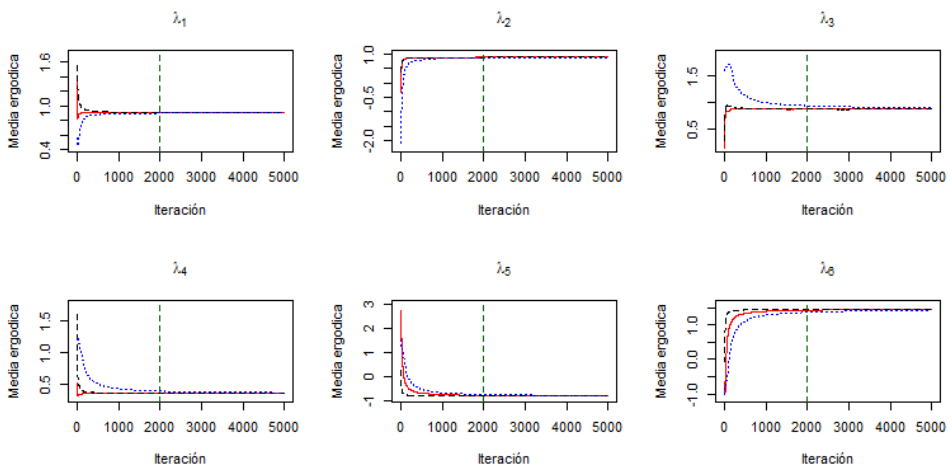 λ1
Media ergodica
0.4 1.0 1.6
0 1000 2000 3000 4000 5000
Iteración
λ2
Media ergodica
-2.0 -0.5 1.0
0 1000 2000 3000 4000 5000
Iteración
λ3
Media ergodica
0.5 1.5
0 1000 2000 3000 4000 5000
Iteración
λ4
Media ergodica
0.5 1.0 1.5
0 1000 2000 3000 4000 5000
Iteración
λ5
Media ergodica
-1 0 1 2 3
0 1000 2000 3000 4000 5000
Iteración
λ6
Media ergodica
-1.0 0.0 1.0
0 1000 2000 3000 4000 5000
Iteración